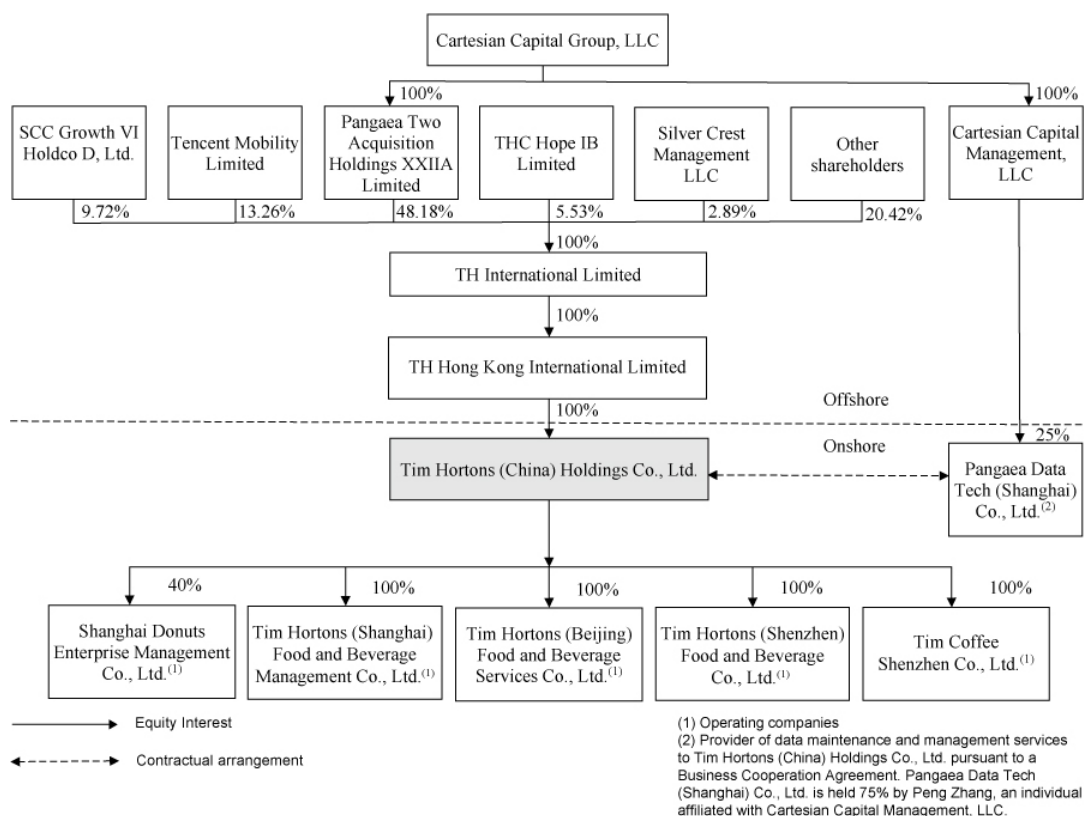 Cartesian Capital Group, LLC
100%
100%
SCC Growth VI
Holdco D, Ltd.
Tencent Mobility
Limited
Pangaea Two
Acquisition
Holdings XXIIA
Limited
THC Hope IB
Limited
Silver Crest
Management
LLC
Other
shareholders
Cartesian Capital
Management,
LLC
9.72%
13.26%
48.18%
5.53%
2.89%
20.42%
100%
TH International Limited
100%
TH Hong Kong International Limited
100%
Offshore
Onshore
25%
Tim Hortons (China) Holdings Co., Ltd.
Pangaea Data
Tech (Shanghai)
Co., Ltd.(2)
40%
100%
100%
100%
100%
Shanghai Donuts
Enterprise Management
Co., Ltd.(1)
Tim Hortons (Shanghai)
Food and Beverage
Management Co., Ltd.(1)
Tim Hortons (Beijing)
Food and Beverage
Services Co., Ltd.(1)
Tim Hortons (Shenzhen)
Food and Beverage
Co., Ltd.(1)
Tim Coffee
Shenzhen Co., Ltd.(1)
Equity Interest
Contractual arrangement
(1) Operating companies
(2) Provider of data maintenance and management services
to Tim Hortons (China) Holdings Co., Ltd. pursuant to a
Business Cooperation Agreement. Pangaea Data Tech
(Shanghai) Co., Ltd. is held 75% by Peng Zhang, an individual
affiliated with Cartesian Capital Management, LLC.